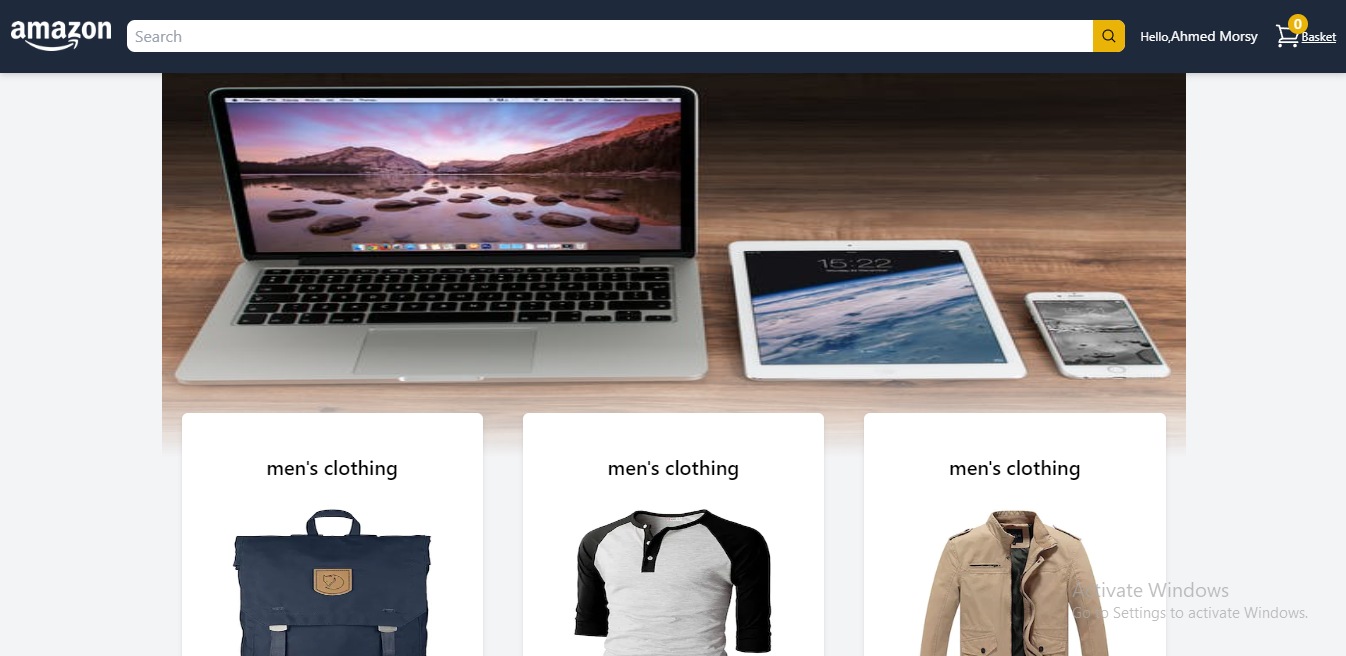 amazon
Search
Hello,Ahmed Morsy
0
Basket
15:22
men's clothing
men's clothing
men's clothing
Activate Windows
Go to Settings to activate Windows.